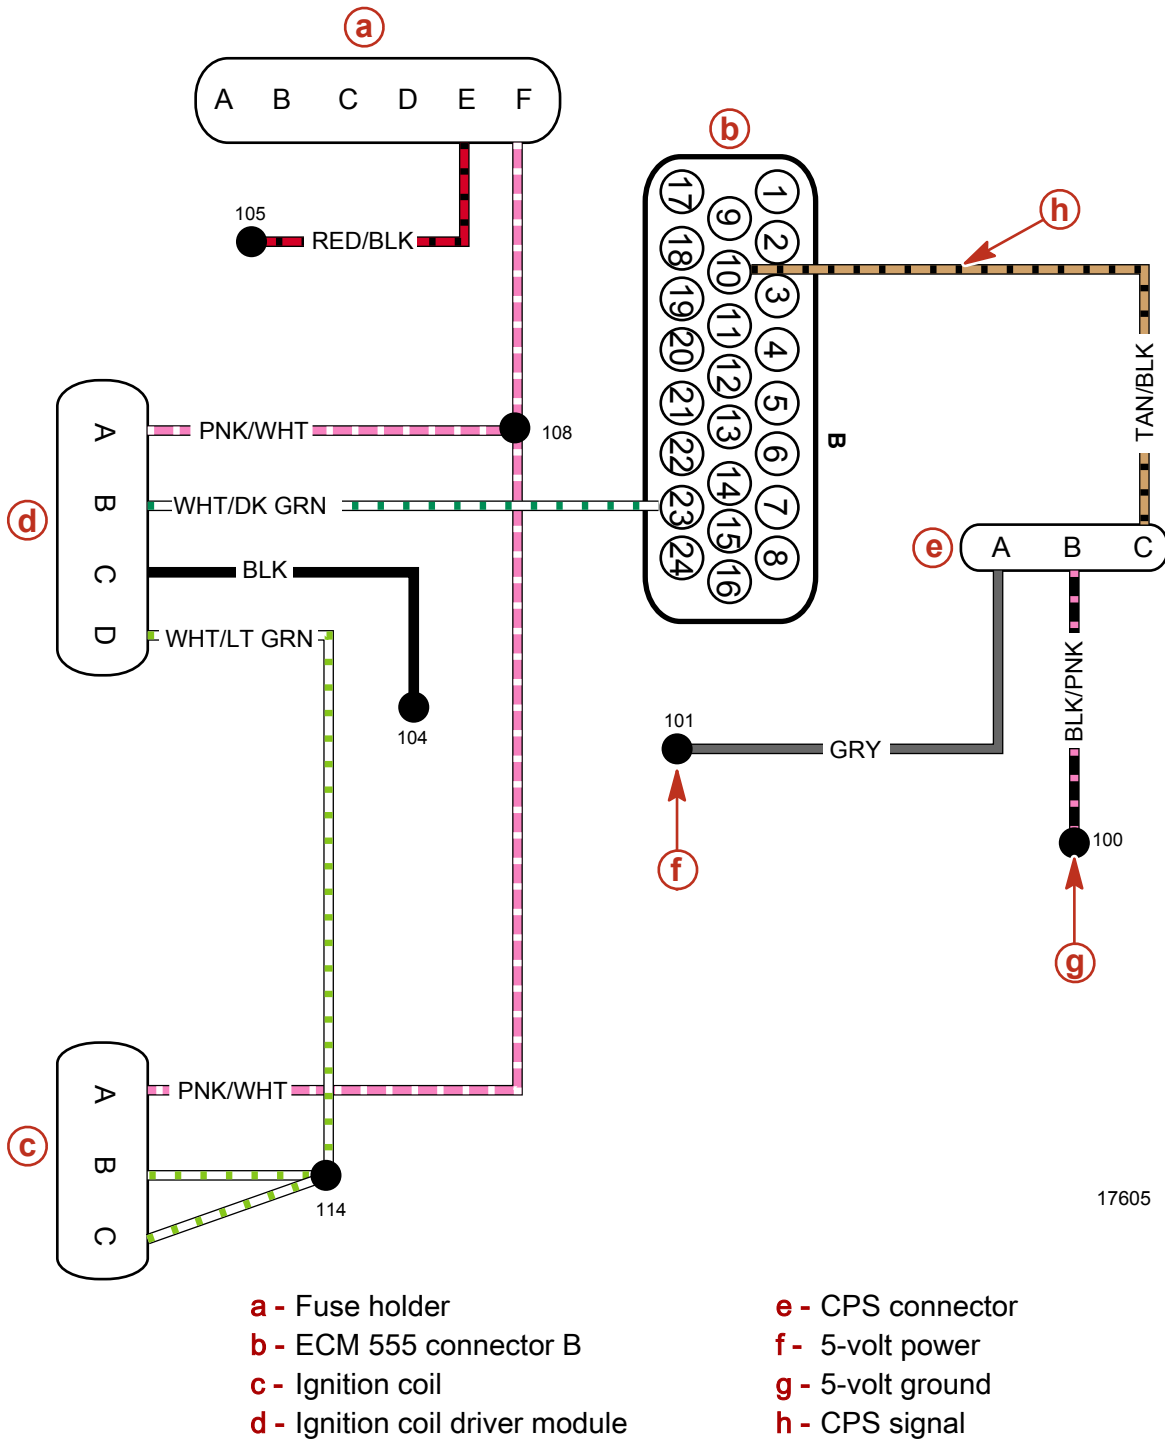 a
A B C D E F
b
105
RED/BLK
17 1
9
18 2
10
19 3
11
20 4
12
21 5
13
22 6
14
23 7
15
24 8
16
B
h
TAN/BLK
d
A PNK/WHT 108
B WHT/DK GRN
C BLK
D WHT/LT GRN
104
e
A B C
BLK/PNK
101
GRY
100
f
g
c
A PNK/WHT
B
C
114
17605
a - Fuse holder
b - ECM 555 connector B
c - Ignition coil
d - Ignition coil driver module
e - CPS connector
f - 5-volt power
g - 5-volt ground
h - CPS signal